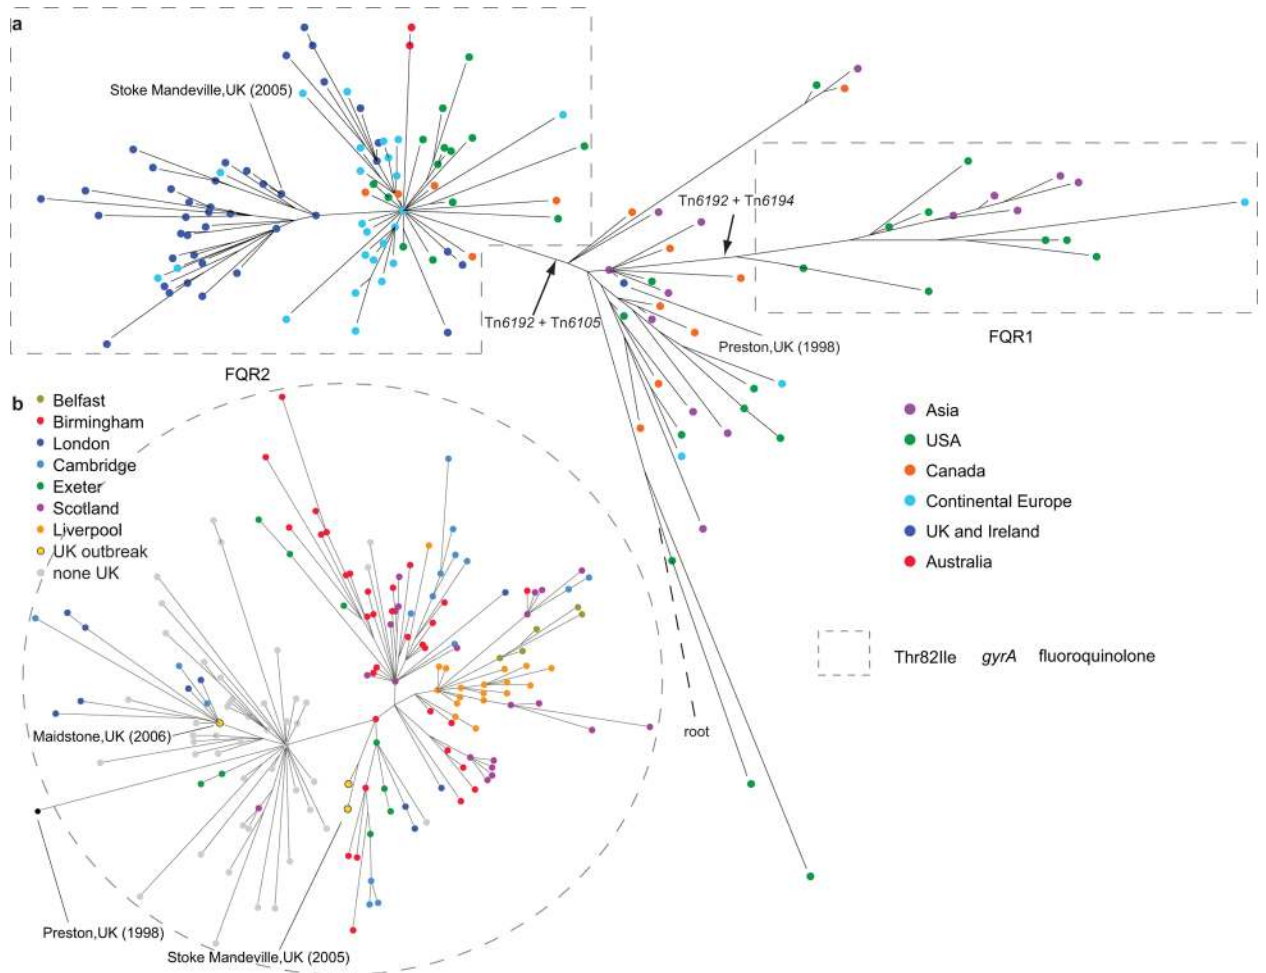 a
Stoke Mandeville,UK (2005)
Tn6192 + Tn6194
Tn6192 + Tn6105
Preston,UK (1998)
FQR1
FQR2
b
Belfast
Birmingham
London
Cambridge
Exeter
Scotland
Liverpool
UK outbreak
none UK
Asia
USA
Canada
Continental Europe
UK and Ireland
Australia
Thr82Ile gyrA fluoroquinolone
root
Maidstone,UK (2006)
Preston,UK (1998)
Stoke Mandeville,UK (2005)